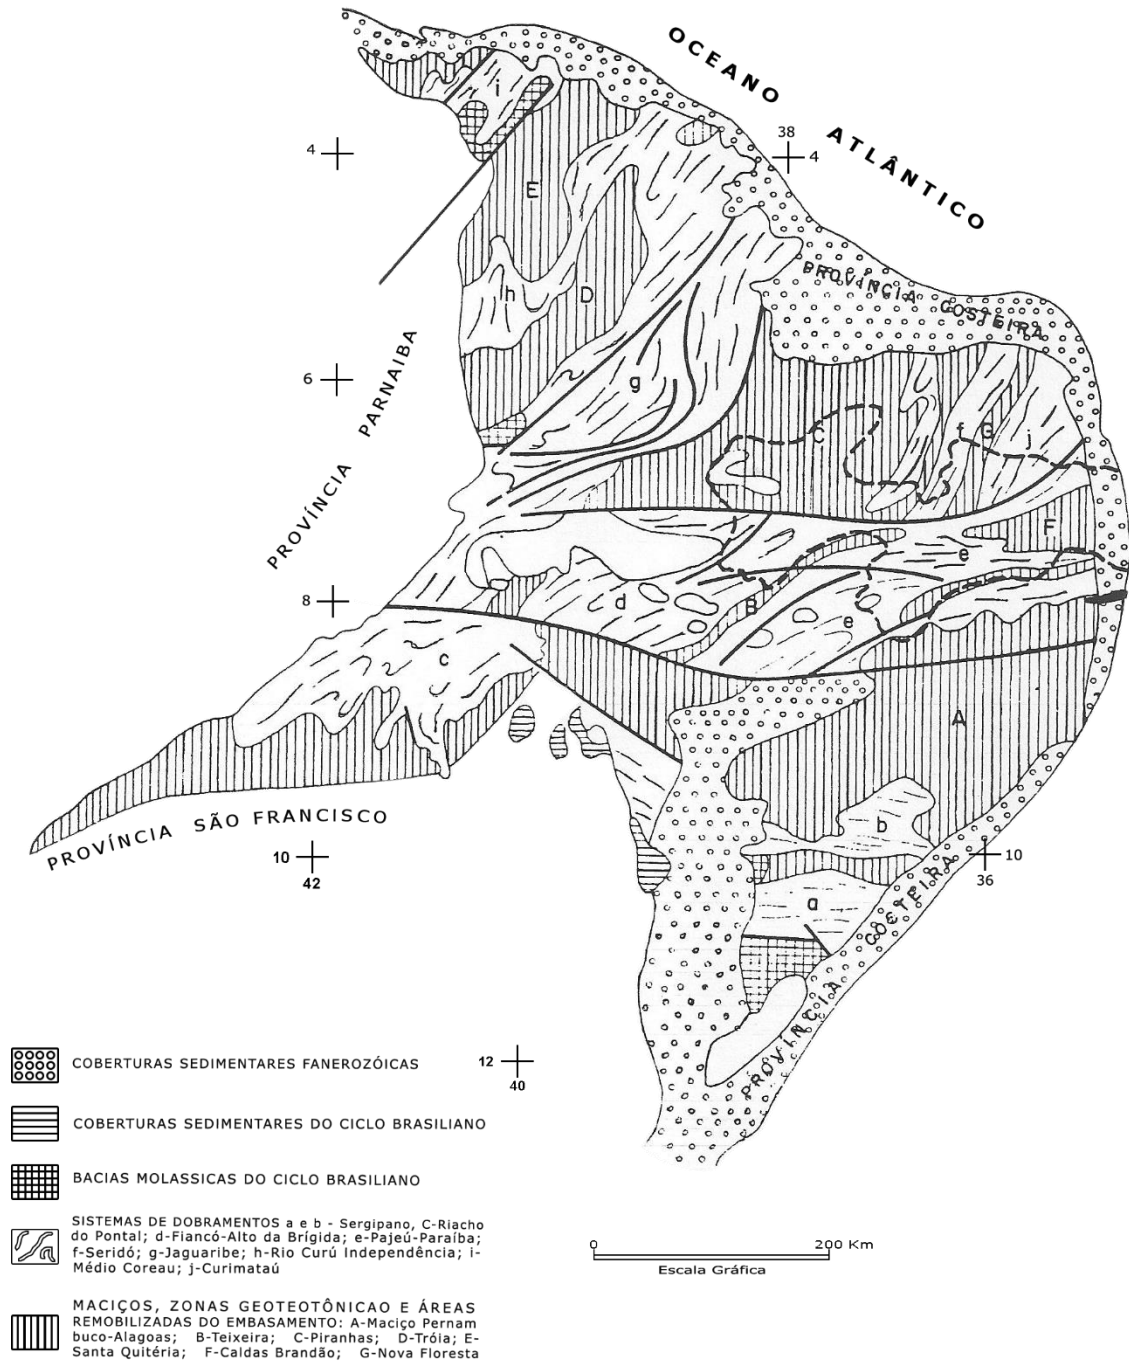 OCEANO
ATLÂNTICO
38
4
4
i
E
h
D
PROVÍNCIA
COSTEIRA
PROVÍNCIA PARNAIBA
6
g
C
f
G
j
F
e
8
d
B
e
c
A
PROVÍNCIA SÃO FRANCISCO
b
10
42
10
36
a
PROVÍNCIA COSTEIRA
12
40
COBERTURAS SEDIMENTARES FANEROZÓICAS
COBERTURAS SEDIMENTARES DO CICLO BRASILIANO
BACIAS MOLASSICAS DO CICLO BRASILIANO
SISTEMAS DE DOBRAMENTOS a e b - Sergipano, C-Riacho
do Pontal; d-Fiancó-Alto da Brígida; e-Pajeú-Paraíba;
f-Seridó; g-Jaguaribe; h-Rio Curú Independência; i-
Médio Coreau; j-Curimataú
0
200 Km
Escala Gráfica
MACIÇOS, ZONAS GEOTEOTÔNICAO E ÁREAS
REMOBILIZADAS DO EMBASAMENTO: A-Maciço Pernam
buco-Alagoas; B-Teixeira; C-Piranhas; D-Tróia; E-
Santa Quitéria; F-Caldas Brandão; G-Nova Floresta